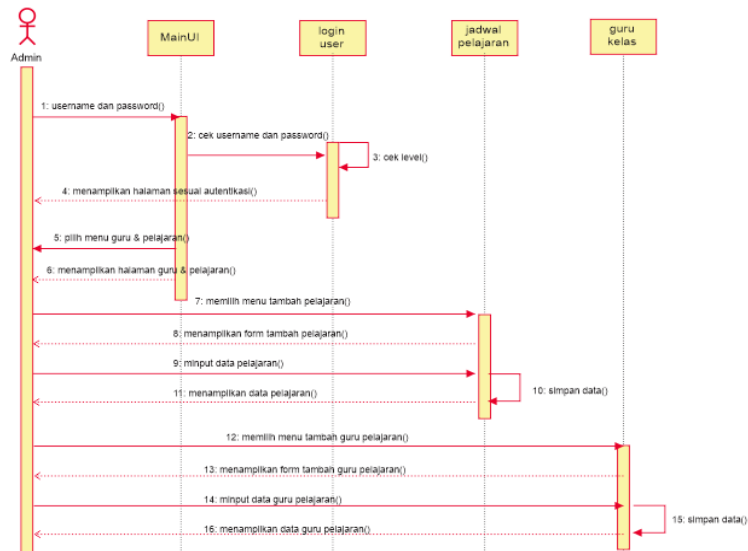 Admin
MainUI
login
user
jadwal
pelajaran
guru
kelas
1: username dan password()
2: cek username dan password()
3: cek level()
4: menampilkan halaman sesuai autentikasi()
5: pilih menu guru & pelajaran()
6: menampilkan halaman guru & pelajaran()
7: memilih menu tambah pelajaran()
8: menampilkan form tambah pelajaran()
9: minput data pelajaran()
10: simpan data()
11: menampilkan data pelajaran()
12: memilih menu tambah guru pelajaran()
13: menampilkan form tambah guru pelajaran()
14: minput data guru pelajaran()
15: simpan data()
16: menampilkan data guru pelajaran()